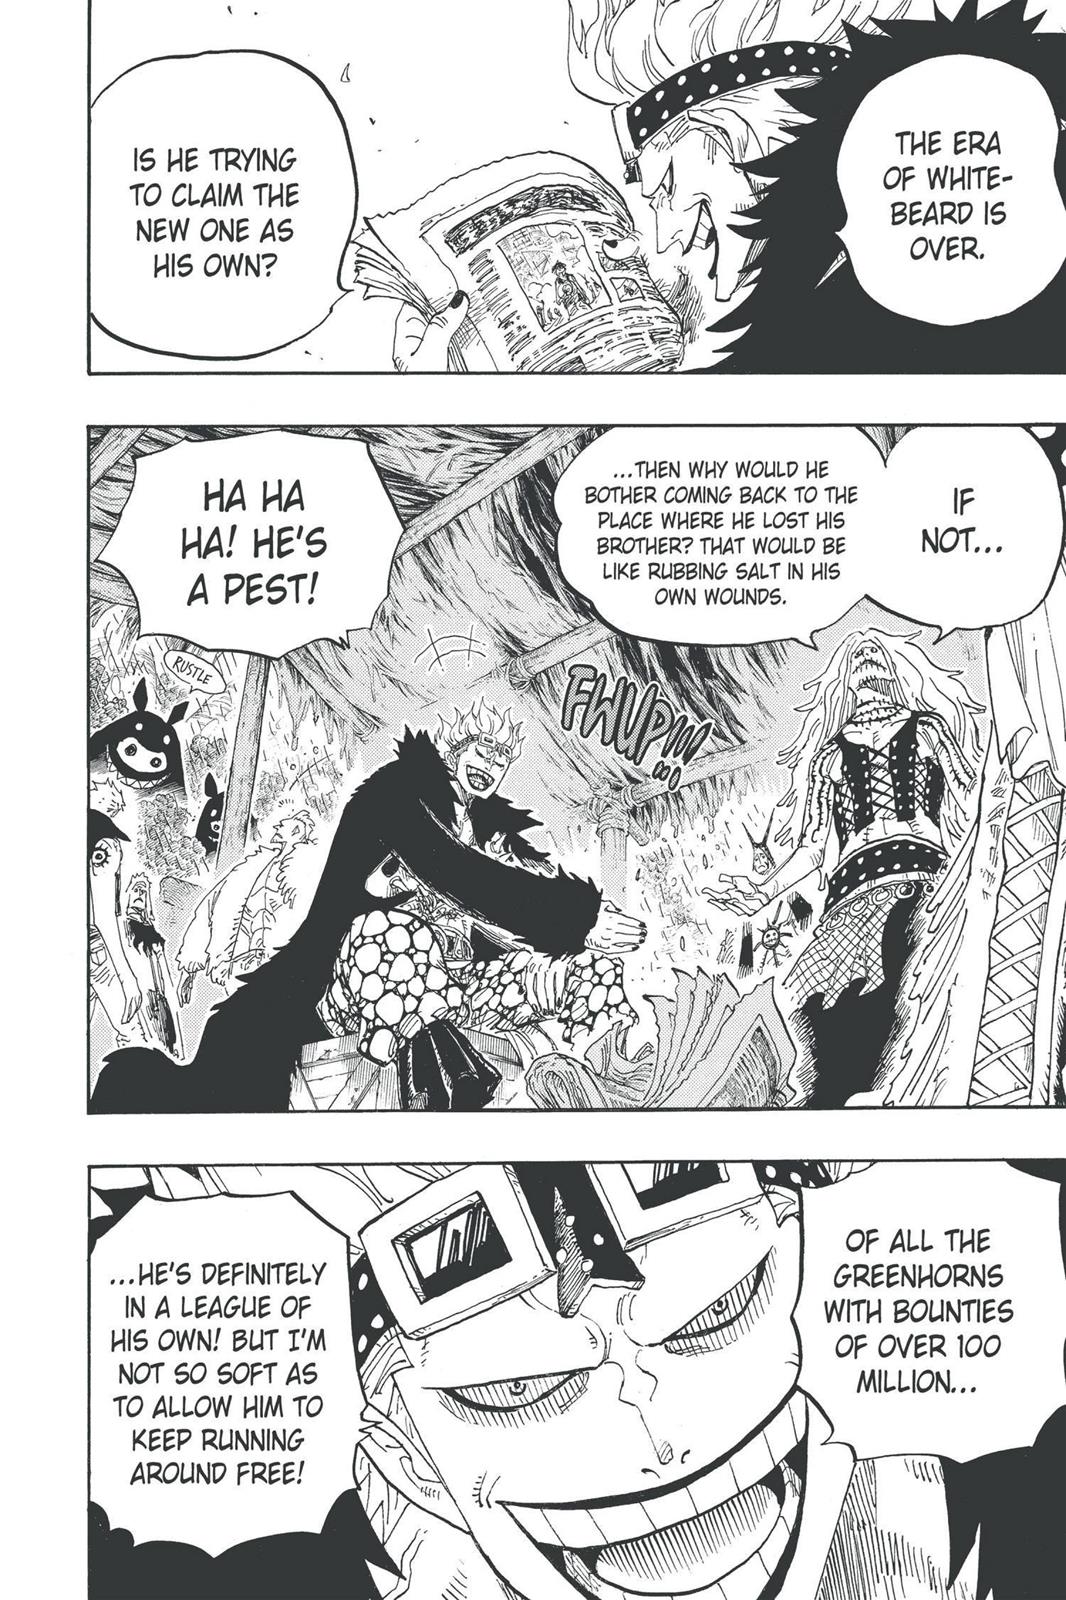 THE ERA
OF WHITE-
BEARD IS
OVER.
IS HE TRYING
TO CLAIM THE
NEW ONE AS
HIS OWN?
IF
NOT...
...THEN WHY WOULD HE
BOTHER COMING BACK TO THE
PLACE WHERE HE LOST HIS
BROTHER? THAT WOULD BE
LIKE RUBBING SALT IN HIS
OWN WOUNDS.
FWUP!!!
HA HA
HA! HE'S
A PEST!
RUSTLE
OF ALL THE
GREENHORNS
WITH BOUNTIES
OF OVER 100
MILLION...
...HE'S DEFINITELY
IN A LEAGUE OF
HIS OWN! BUT I'M
NOT SO SOFT AS
TO ALLOW HIM TO
KEEP RUNNING
AROUND FREE!